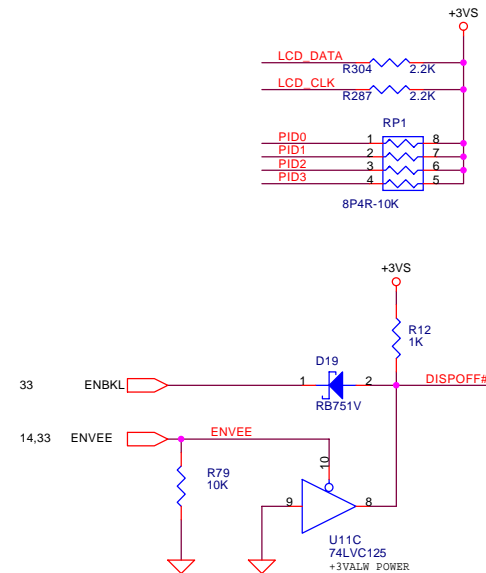 +3VS
LCD_DATA
R304 2.2K
LCD_CLK
R287 2.2K
RP1
PID0 1 8
PID1 2 7
PID2 3 6
PID3 4 5
8P4R-10K
+3VS
R12
1K
D19
33 ENBKL 1 2 DISPOFF#
RB751V
14,33 ENVEE ENVEE
10
R79
10K
9 8
U11C
74LVC125
+3VALW POWER